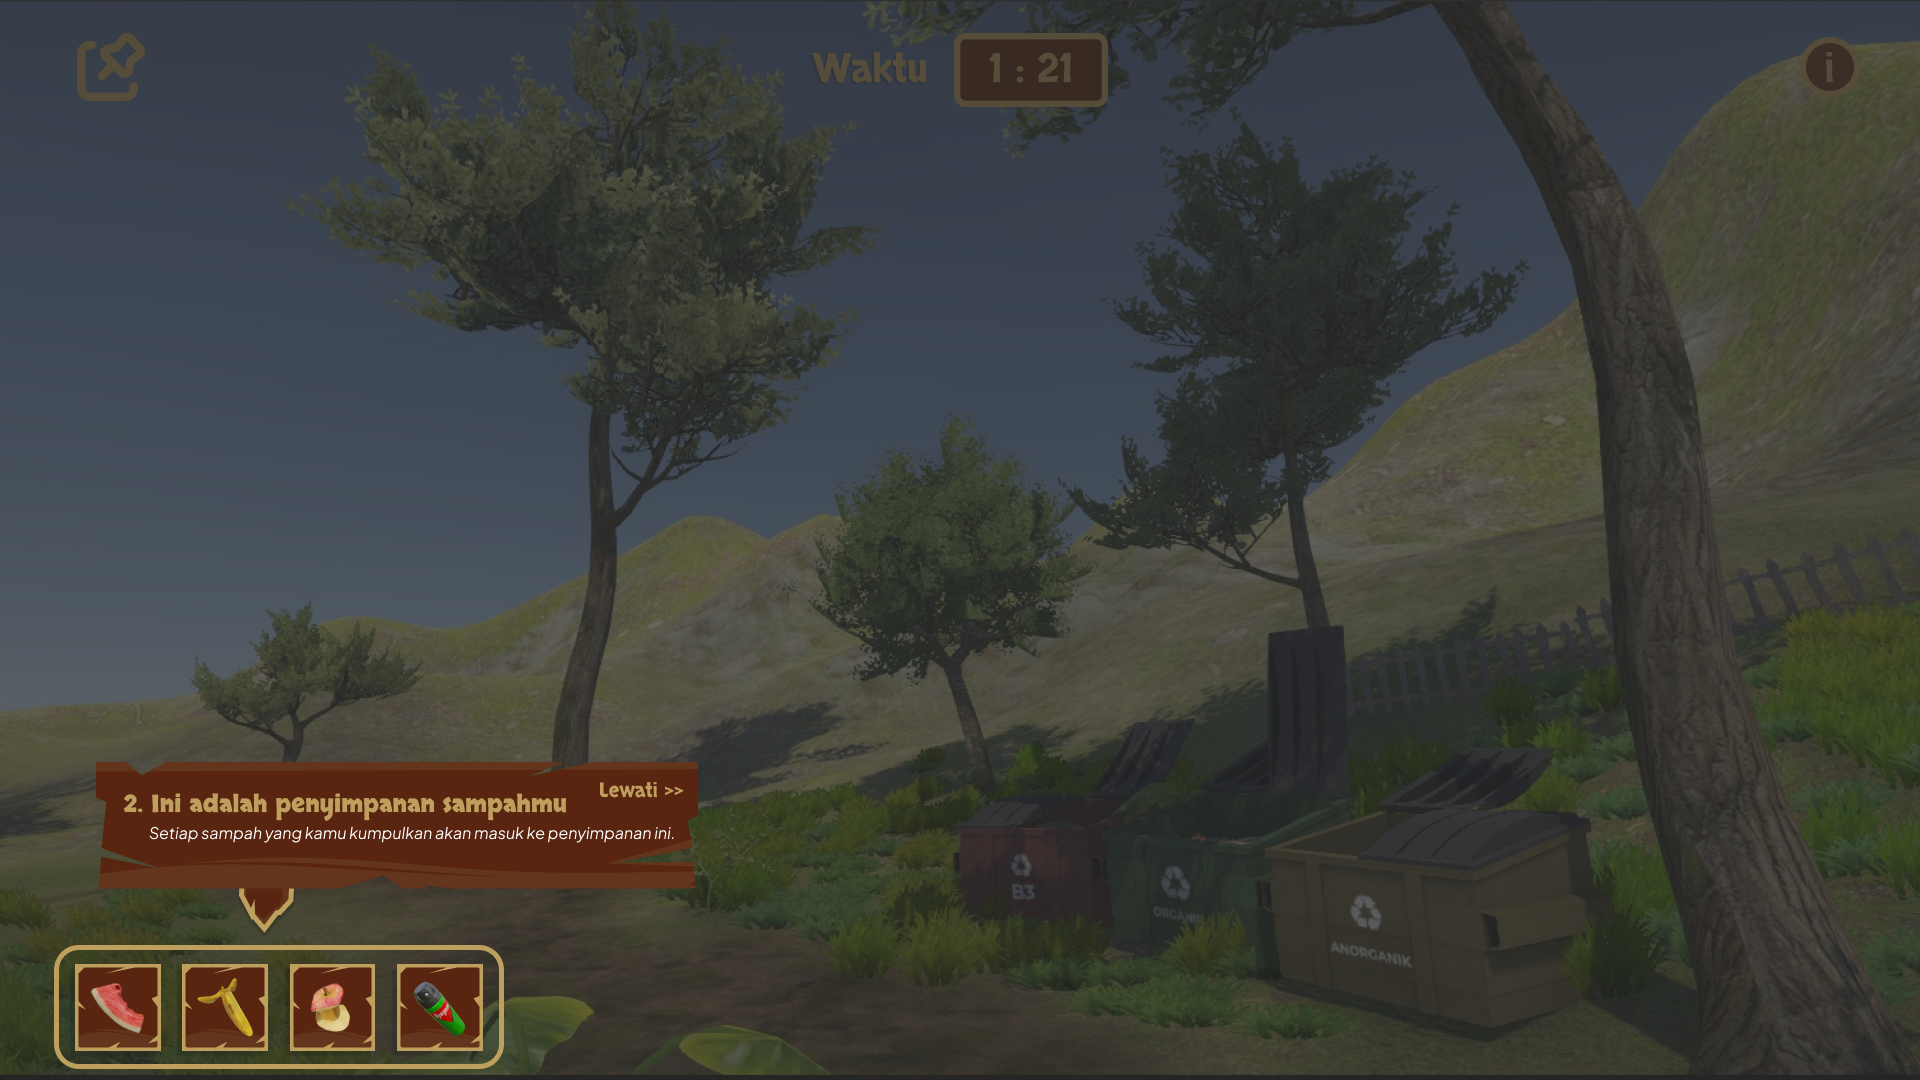 Waktu
1 : 21
i
Lewati >>
2. Ini adalah penyimpanan sampahmu
Setiap sampah yang kamu kumpulkan akan masuk ke penyimpanan ini.
B3
ORGANIK
ANORGANIK